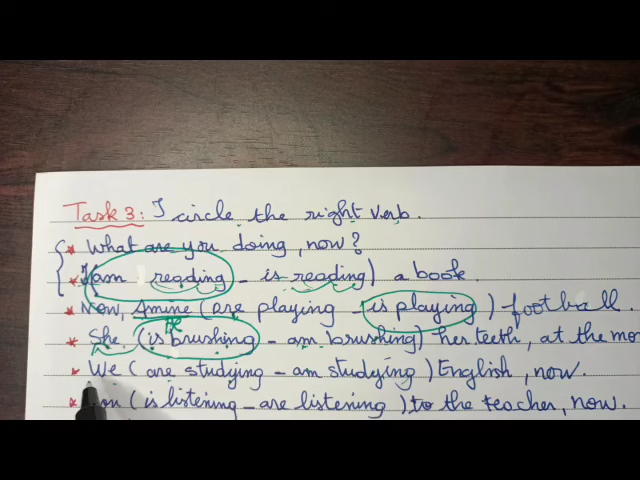 Task 3: I circle the right verb.
* What are you doing, now?
* I (am reading - is reading) a book.
* Now, Amine (are playing - is playing) football.
He
* She (is brushing - am brushing) her teeth, at the mo
* We (are studying - am studying) English, now.
* (is listening - are listening) to the teacher, now.